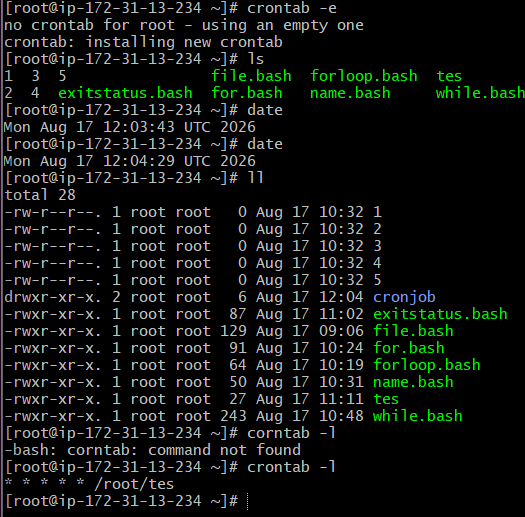 [root@ip-172-31-13-234 ~]# crontab -e
no crontab for root - using an empty one
crontab: installing new crontab
[root@ip-172-31-13-234 ~]# ls
1  3  5                file.bash  forloop.bash  tes
2  4  exitstatus.bash  for.bash   name.bash     while.bash
[root@ip-172-31-13-234 ~]# date
Mon Aug 17 12:03:43 UTC 2026
[root@ip-172-31-13-234 ~]# date
Mon Aug 17 12:04:29 UTC 2026
[root@ip-172-31-13-234 ~]# ll
total 28
-rw-r--r--. 1 root root   0 Aug 17 10:32 1
-rw-r--r--. 1 root root   0 Aug 17 10:32 2
-rw-r--r--. 1 root root   0 Aug 17 10:32 3
-rw-r--r--. 1 root root   0 Aug 17 10:32 4
-rw-r--r--. 1 root root   0 Aug 17 10:32 5
drwxr-xr-x. 2 root root   6 Aug 17 12:04 cronjob
-rwxr-xr-x. 1 root root  87 Aug 17 11:02 exitstatus.bash
-rwxr-xr-x. 1 root root 129 Aug 17 09:06 file.bash
-rwxr-xr-x. 1 root root  91 Aug 17 10:24 for.bash
-rwxr-xr-x. 1 root root  64 Aug 17 10:19 forloop.bash
-rwxr-xr-x. 1 root root  50 Aug 17 10:31 name.bash
-rwxr-xr-x. 1 root root  27 Aug 17 11:11 tes
-rwxr-xr-x. 1 root root 243 Aug 17 10:48 while.bash
[root@ip-172-31-13-234 ~]# corntab -l
-bash: corntab: command not found
[root@ip-172-31-13-234 ~]# crontab -l
* * * * * /root/tes
[root@ip-172-31-13-234 ~]#